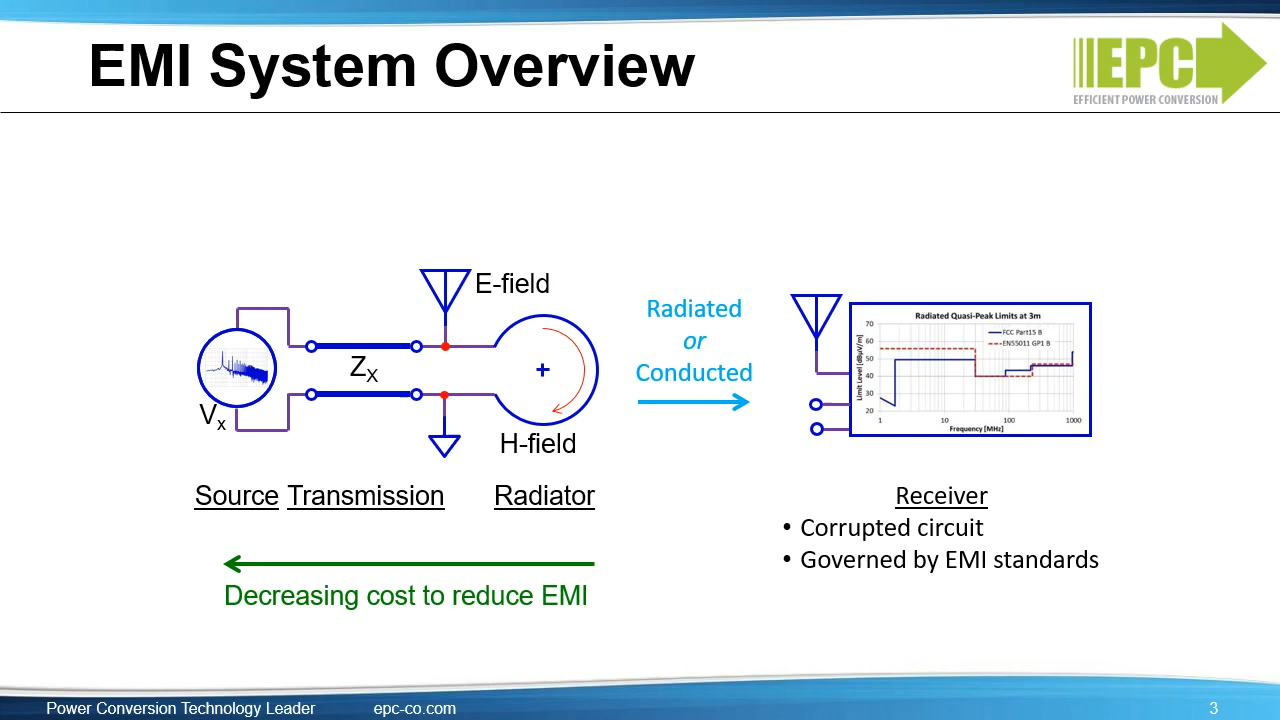 EMI System Overview
EPC
EFFICIENT POWER CONVERSION
E-field
Zx
Vx
H-field
Radiated
or
Conducted
Radiated Quasi-Peak Limits at 3m
FCC Part15 B
EN55011 GP1 B
Limit Level [dBµV/m]
70
60
50
40
30
20
1 10 100 1000
Frequency [MHz]
Source Transmission Radiator
Receiver
• Corrupted circuit
• Governed by EMI standards
Decreasing cost to reduce EMI
Power Conversion Technology Leader epc-co.com 3